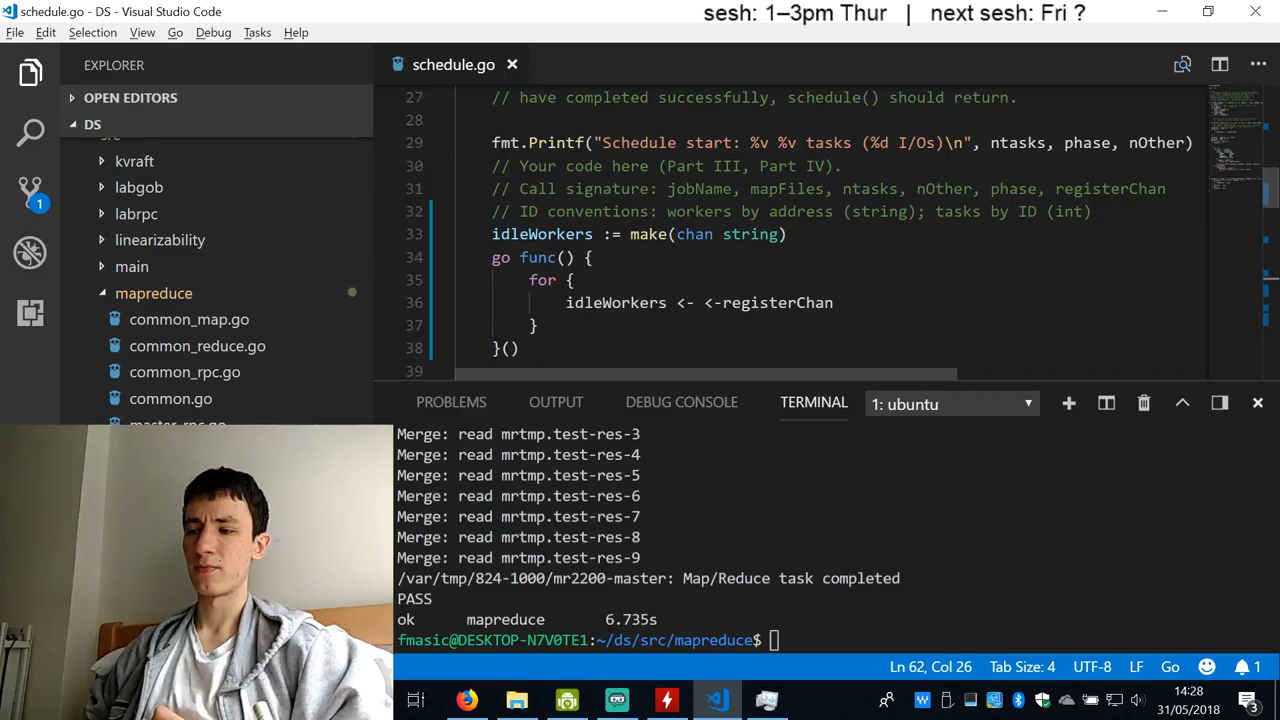 schedule.go - DS - Visual Studio Code
sesh: 1–3pm Thur | next sesh: Fri ?
File Edit Selection View Go Debug Tasks Help
EXPLORER
schedule.go
OPEN EDITORS
DS
src
kvraft
labgob
labrpc
linearizability
main
mapreduce
common_map.go
common_reduce.go
common_rpc.go
common.go
master_rpc.go
1
27 // have completed successfully, schedule() should return.
28
29 fmt.Printf("Schedule start: %v %v tasks (%d I/Os)\n", ntasks, phase, nOther)
30 // Your code here (Part III, Part IV).
31 // Call signature: jobName, mapFiles, ntasks, nOther, phase, registerChan
32 // ID conventions: workers by address (string); tasks by ID (int)
33 idleWorkers := make(chan string)
34 go func() {
35 for {
36 idleWorkers <- <-registerChan
37 }
38 }()
39
PROBLEMS OUTPUT DEBUG CONSOLE TERMINAL 1: ubuntu
Merge: read mrtmp.test-res-3
Merge: read mrtmp.test-res-4
Merge: read mrtmp.test-res-5
Merge: read mrtmp.test-res-6
Merge: read mrtmp.test-res-7
Merge: read mrtmp.test-res-8
Merge: read mrtmp.test-res-9
/var/tmp/824-1000/mr2200-master: Map/Reduce task completed
PASS
ok mapreduce 6.735s
fmasic@DESKTOP-N7V0TE1:~/ds/src/mapreduce$
Ln 62, Col 26 Tab Size: 4 UTF-8 LF Go 1
14:28
31/05/2018
3